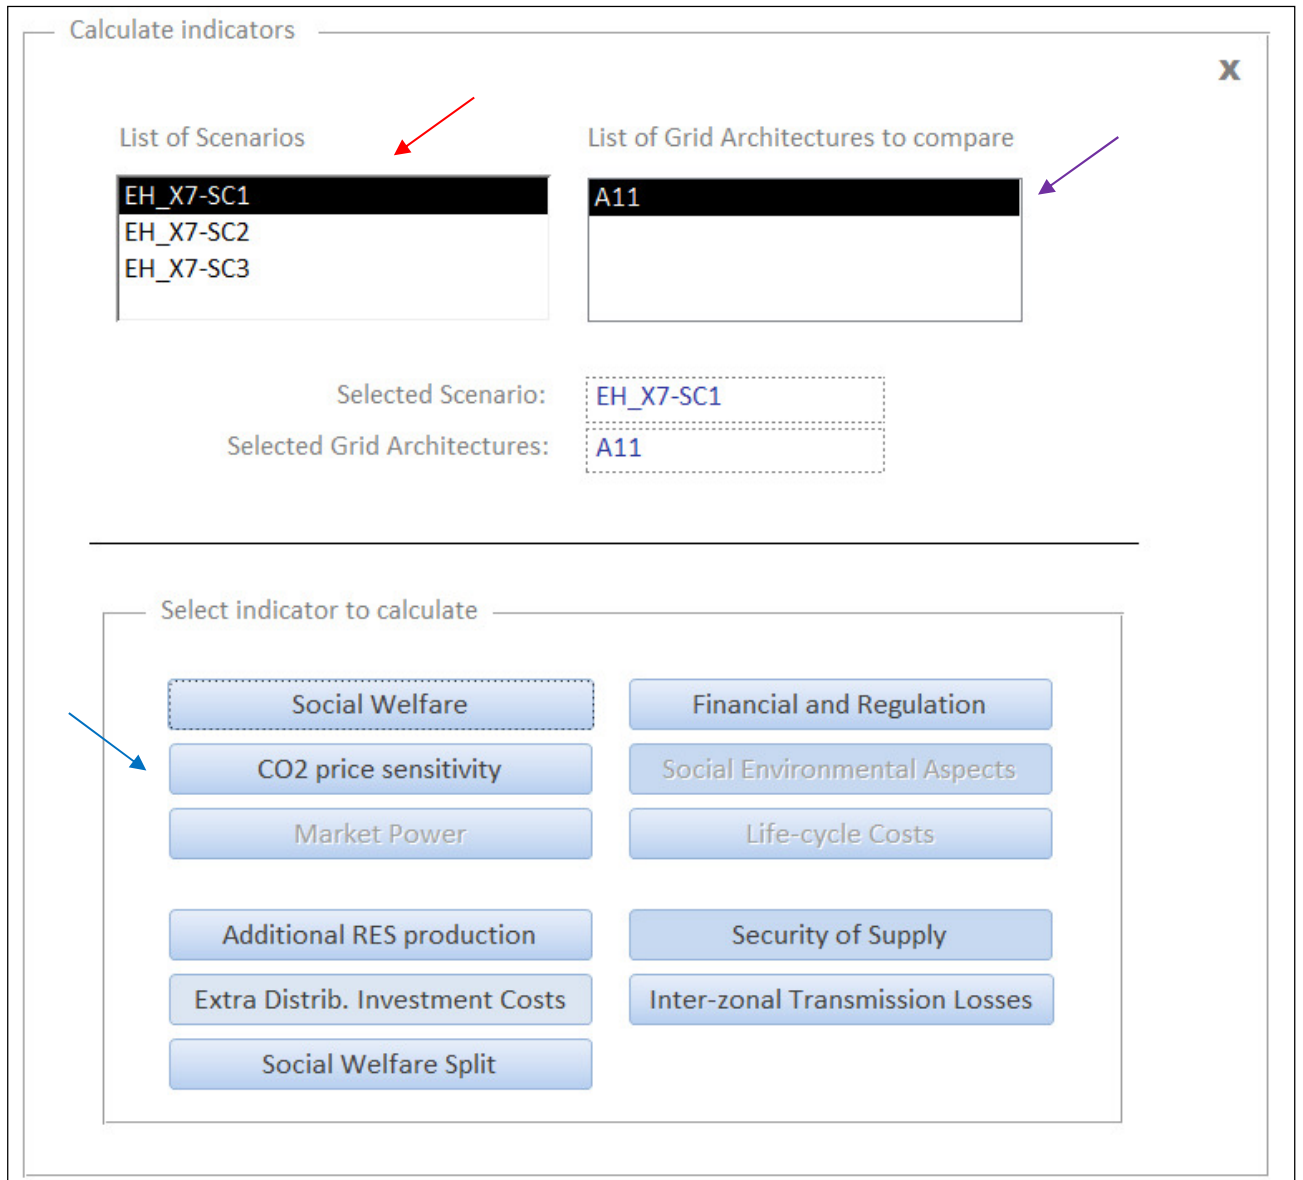 Calculate indicators
X
List of Scenarios
List of Grid Architectures to compare
EH_X7-SC1
EH_X7-SC2
EH_X7-SC3
A11
Selected Scenario:
EH_X7-SC1
Selected Grid Architectures:
A11
Select indicator to calculate
Social Welfare
Financial and Regulation
CO2 price sensitivity
Social Environmental Aspects
Market Power
Life-cycle Costs
Additional RES production
Security of Supply
Extra Distrib. Investment Costs
Inter-zonal Transmission Losses
Social Welfare Split